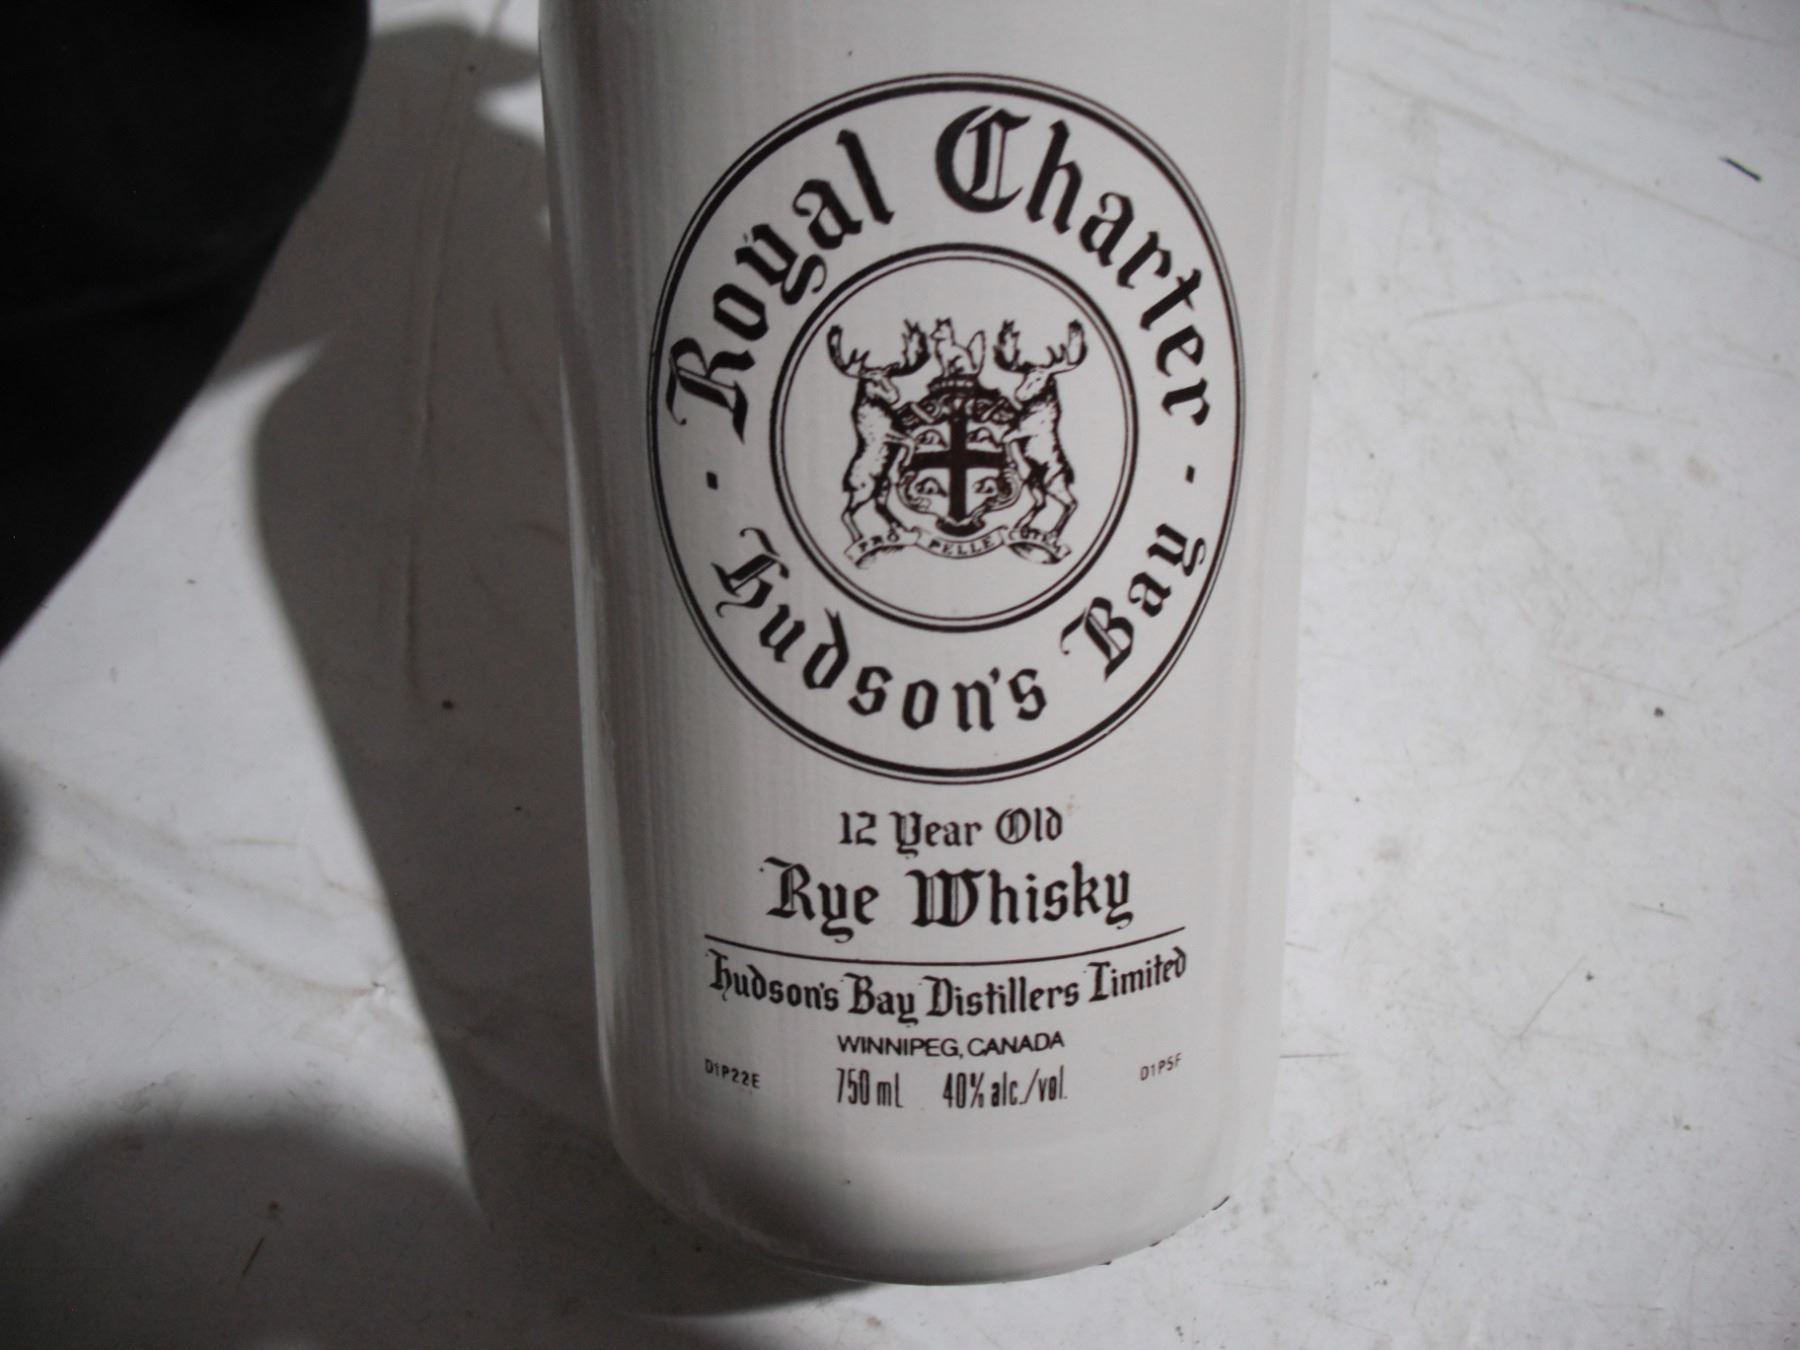 Royal Charter
PRO PELLE CUTEM
· Hudson's Bay ·
12 Year Old
Rye Whisky
Hudson's Bay Distillers Limited
WINNIPEG, CANADA
D1P22E 750 ml 40% alc./vol. D1P5F